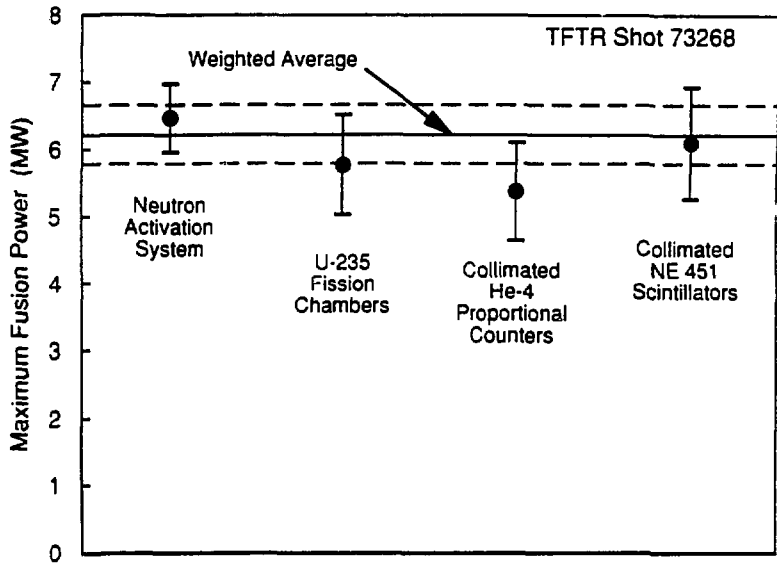 TFTR Shot 73268
Weighted Average
Maximum Fusion Power (MW)
8
7
6
5
4
3
2
1
0
Neutron
Activation
System
U-235
Fission
Chambers
Collimated
He-4
Proportional
Counters
Collimated
NE 451
Scintillators